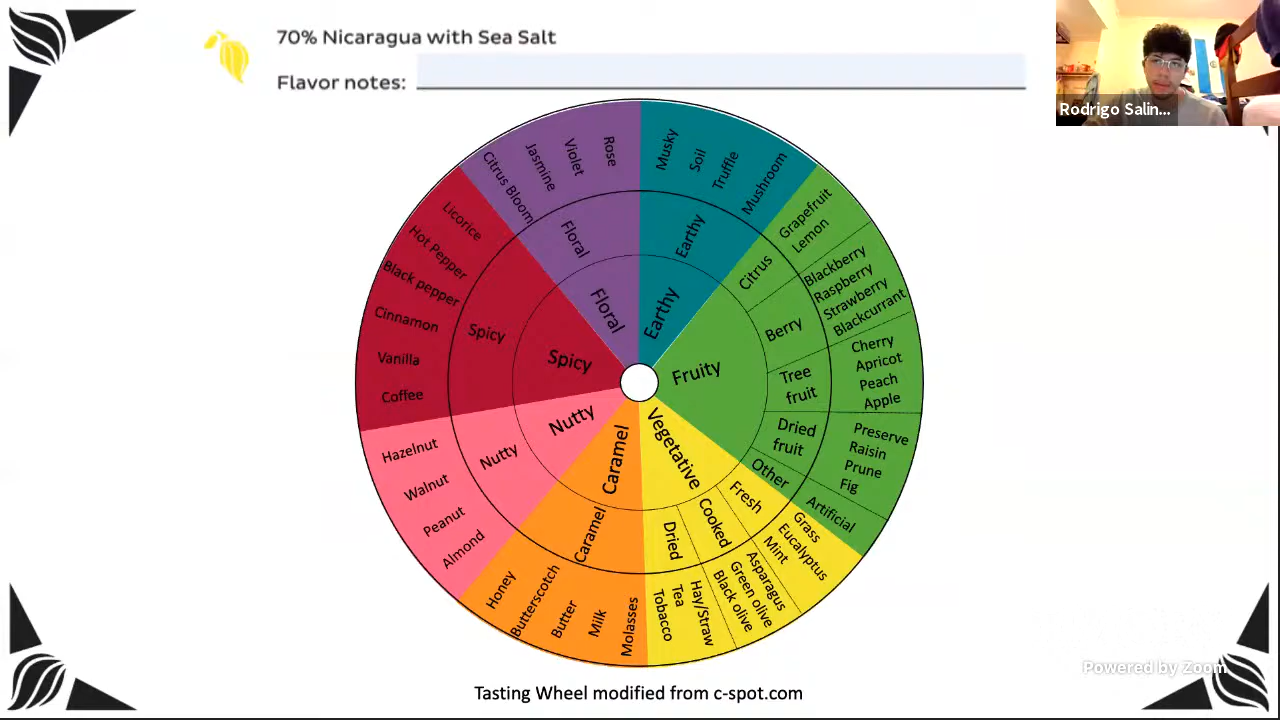 70% Nicaragua with Sea Salt
Flavor notes:
Rodrigo Salin...
Citrus Bloom
Jasmine
Violet
Rose
Musky
Soil
Truffle
Mushroom
Floral
Earthy
Floral
Earthy
Grapefruit
Lemon
Citrus
Blackberry
Raspberry
Strawberry
Blackcurrant
Berry
Fruity
Cherry
Apricot
Peach
Apple
Tree
fruit
Preserve
Raisin
Prune
Fig
Dried
fruit
Artificial
Other
Grass
Eucalyptus
Mint
Fresh
Vegetative
Asparagus
Green olive
Black olive
Cooked
Hay/Straw
Tea
Tobacco
Dried
Caramel
Caramel
Honey
Butterscotch
Butter
Milk
Molasses
Nutty
Nutty
Hazelnut
Walnut
Peanut
Almond
Spicy
Spicy
Licorice
Hot Pepper
Black pepper
Cinnamon
Vanilla
Coffee
Powered by Zoom
Tasting Wheel modified from c-spot.com